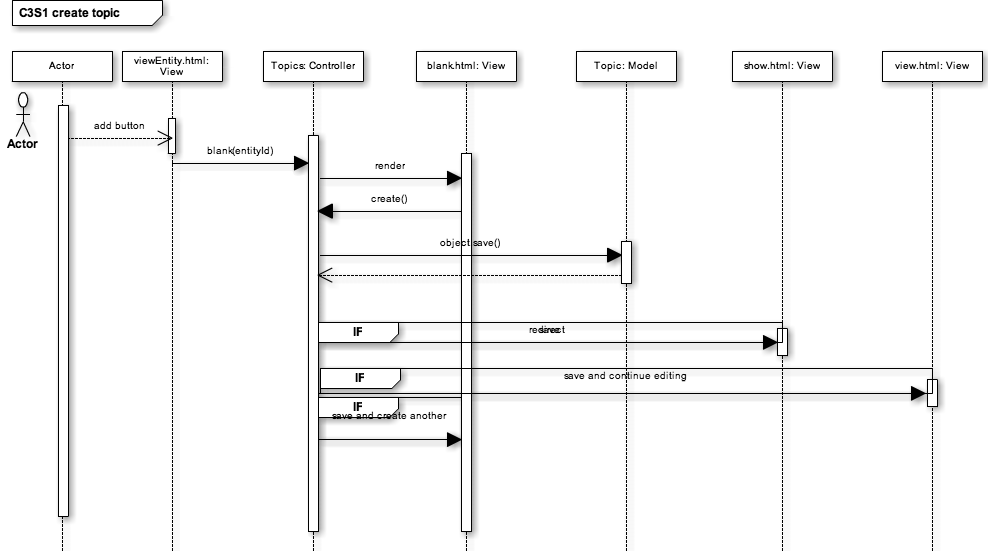 C3S1 create topic
Actor
viewEntity.html:
View
Topics: Controller
blank.html: View
Topic: Model
show.html: View
view.html: View
Actor
add button
blank(entityId)
render
create()
object.save()
IF
redirect
save
IF
save and continue editing
IF
save and create another